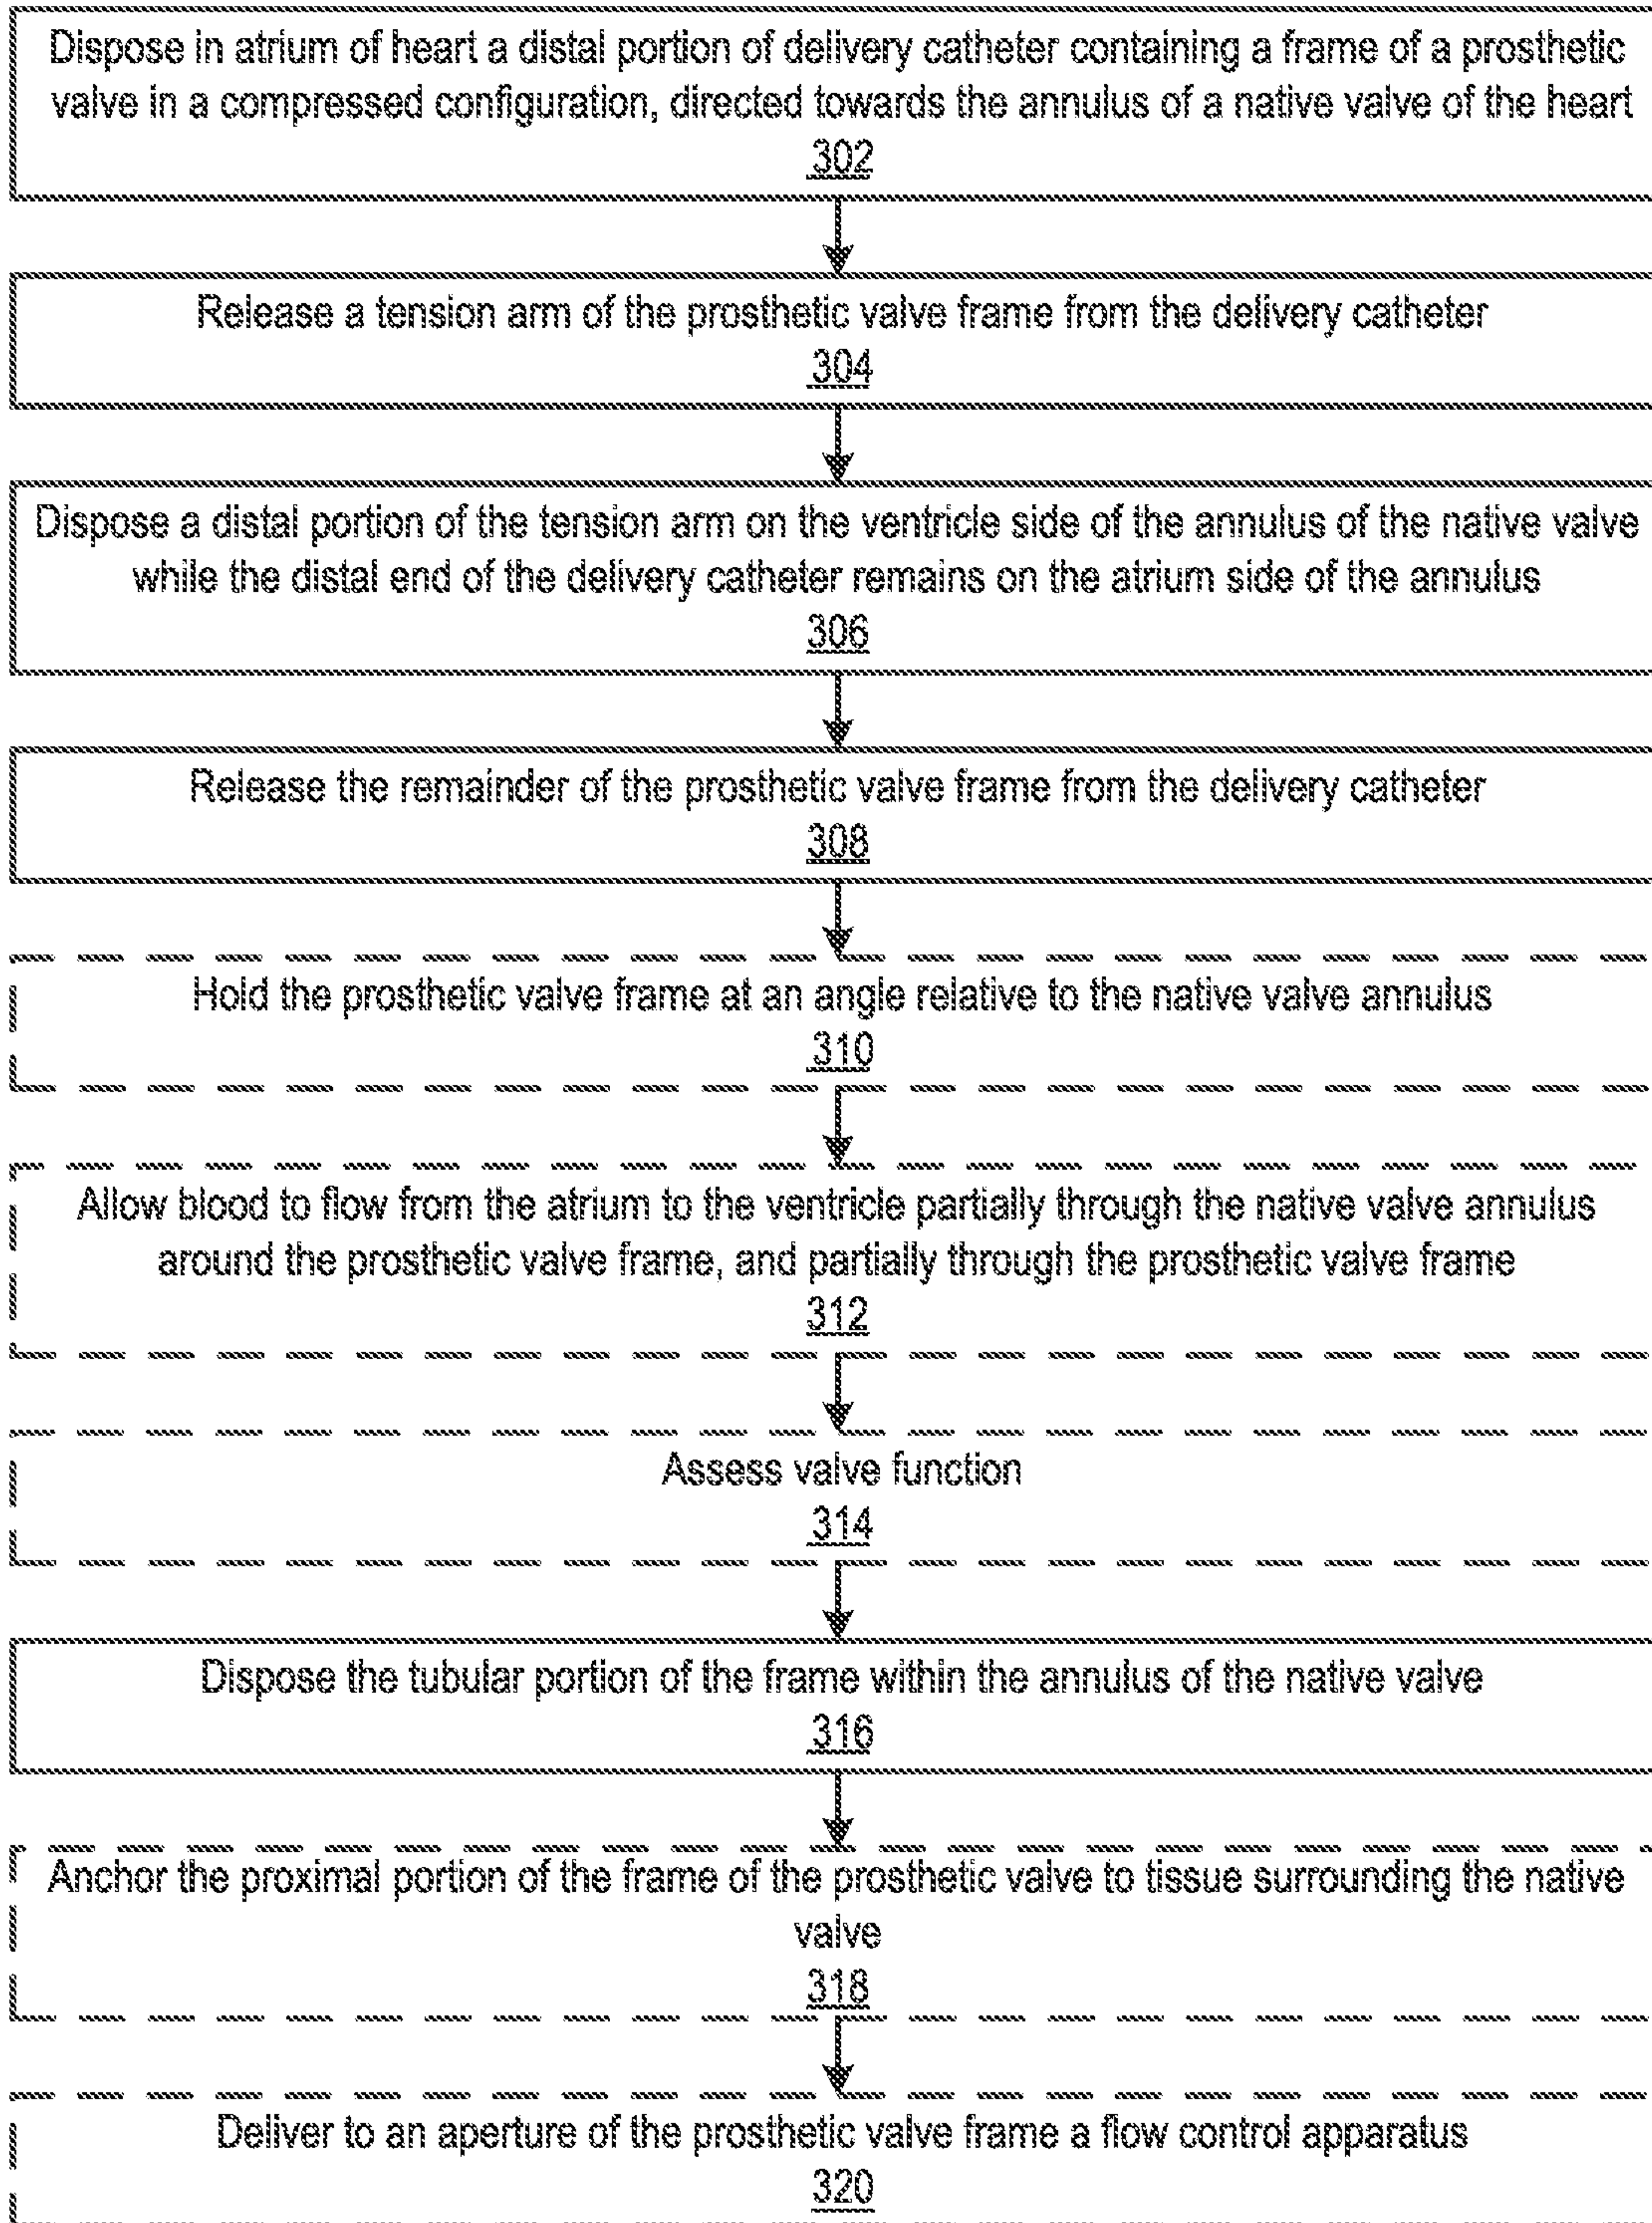 Dispose in atrium of heart a distal portion of delivery catheter containing a frame of a prosthetic
valve in a compressed configuration, directed towards the annulus of a native valve of the heart
302
Release a tension arm of the prosthetic valve frame from the delivery catheter
304
Dispose a distal portion of the tension arm on the ventricle side of the annulus of the native valve
while the distal end of the delivery catheter remains on the atrium side of the annulus
306
Release the remainder of the prosthetic valve frame from the delivery catheter
308
Hold the prosthetic valve frame at an angle relative to the native valve annulus
310
Allow blood to flow from the atrium to the ventricle partially through the native valve annulus
around the prosthetic valve frame, and partially through the prosthetic valve frame
312
Assess valve function
314
Dispose the tubular portion of the frame within the annulus of the native valve
316
Anchor the proximal portion of the frame of the prosthetic valve to tissue surrounding the native
valve
318
Deliver to an aperture of the prosthetic valve frame a flow control apparatus
320